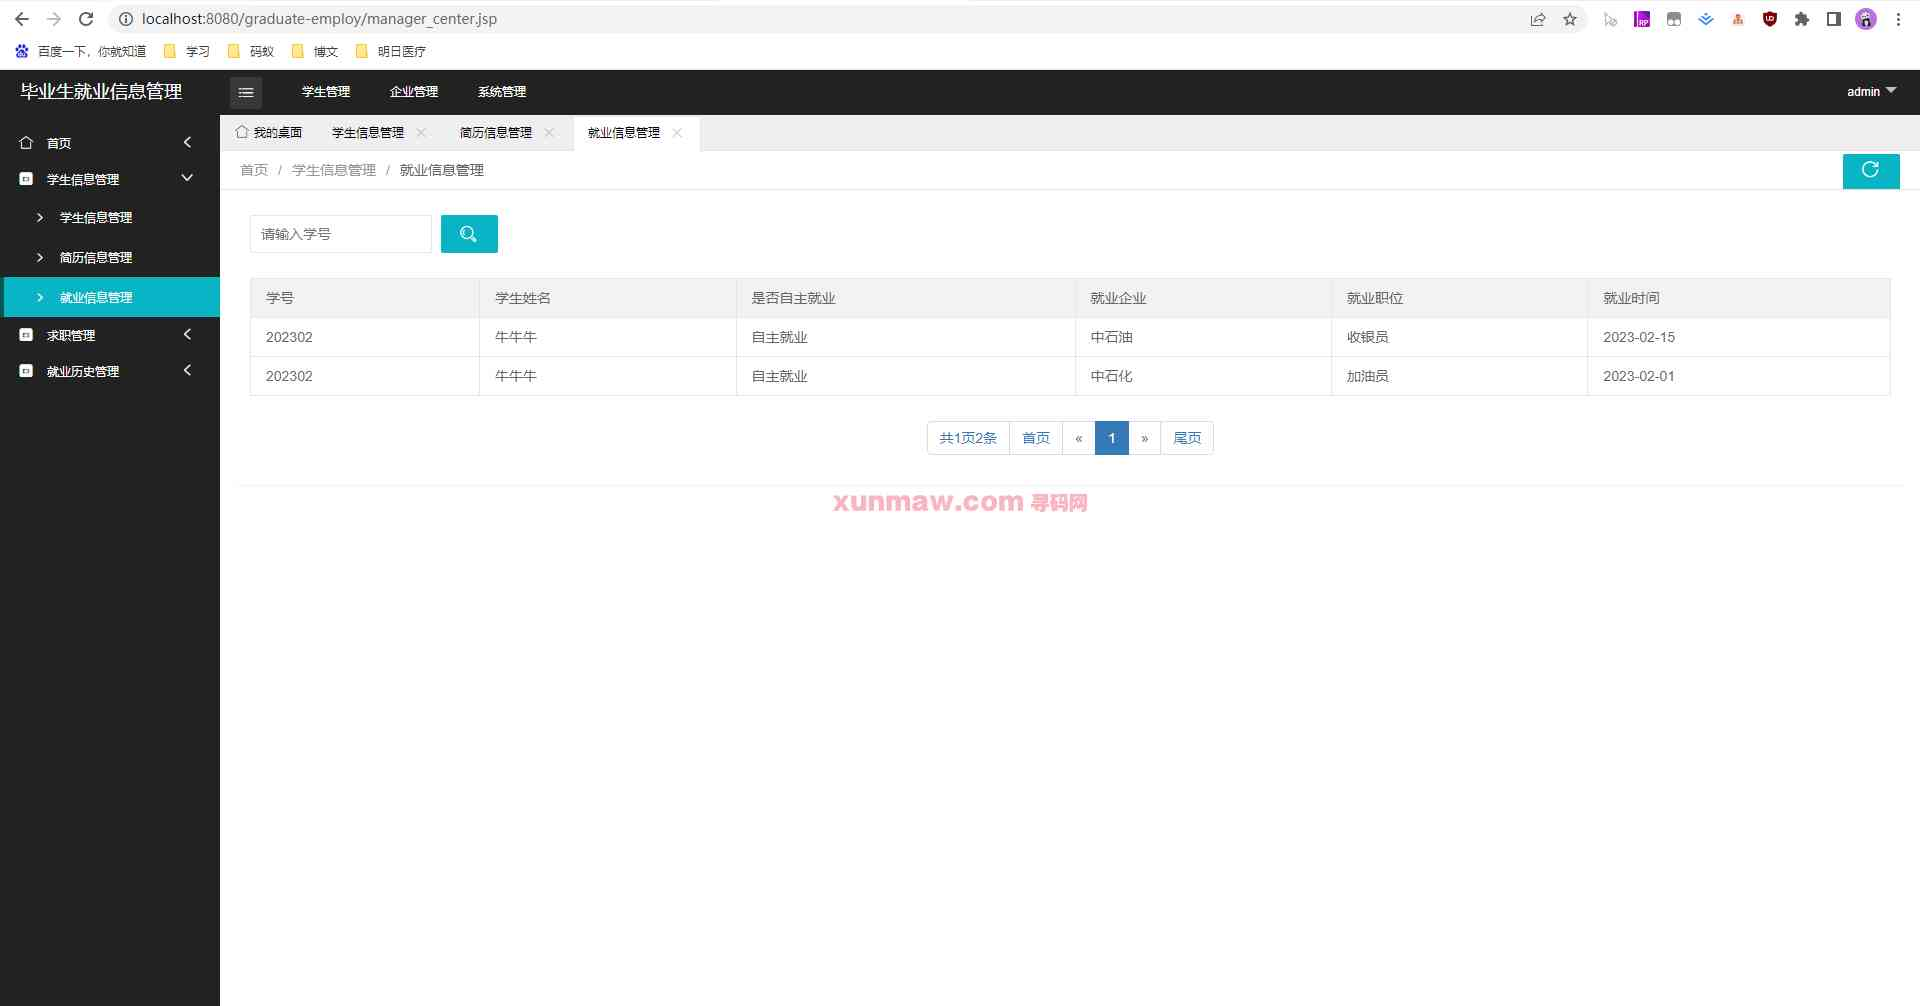 localhost:8080/graduate-employ/manager_center.jsp
百度一下，你就知道 学习 码蚁 博文 明日医疗
毕业生就业信息管理 学生管理 企业管理 系统管理 admin
我的桌面 学生信息管理 简历信息管理 就业信息管理
首页 / 学生信息管理 / 就业信息管理
首页
学生信息管理
学生信息管理
简历信息管理
就业信息管理
求职管理
就业历史管理
请输入学号
学号 学生姓名 是否自主就业 就业企业 就业职位 就业时间
202302 牛牛牛 自主就业 中石油 收银员 2023-02-15
202302 牛牛牛 自主就业 中石化 加油员 2023-02-01
共1页2条 首页 « 1 » 尾页
xunmaw.com 寻码网